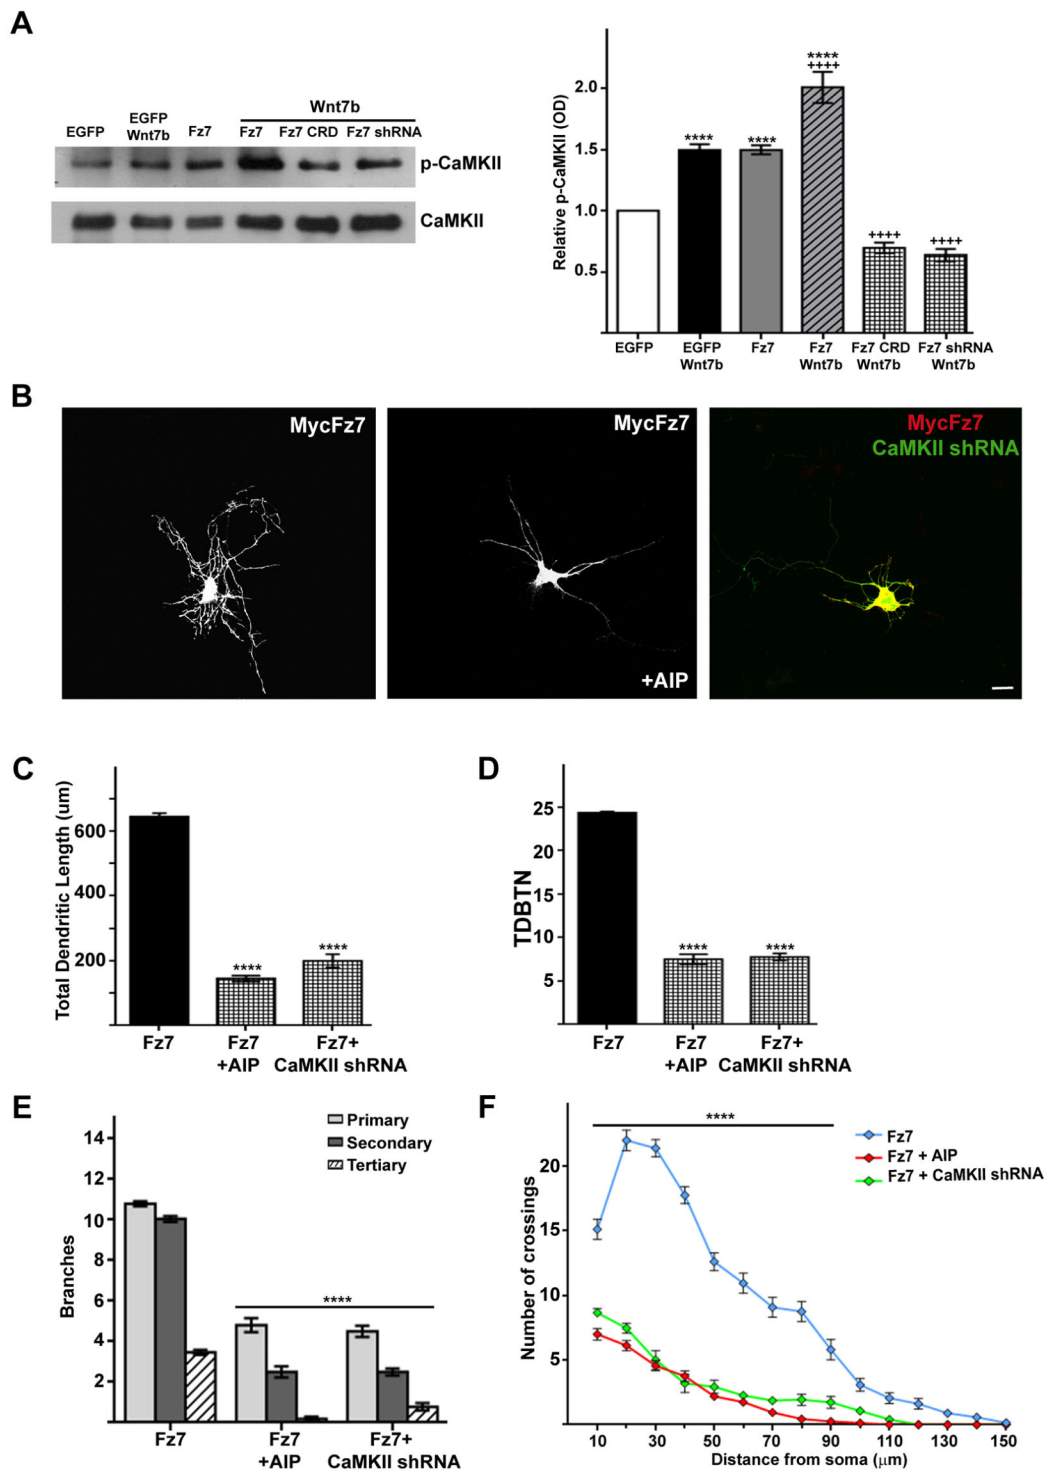 A
Wnt7b
EGFP
EGFP
Wnt7b
Fz7
Fz7
Fz7 CRD
Fz7 shRNA
p-CaMKII
CaMKII
Relative p-CaMKII (OD)
2.0
1.5
1.0
0.5
****
****
****
++++
++++
++++
EGFP
EGFP
Wnt7b
Fz7
Fz7
Wnt7b
Fz7 CRD
Wnt7b
Fz7 shRNA
Wnt7b
B
MycFz7
MycFz7
+AIP
MycFz7
CaMKII shRNA
C
Total Dendritic Length (um)
600
400
200
****
****
Fz7
Fz7
+AIP
Fz7+
CaMKII shRNA
D
TDBTN
25
20
15
10
5
****
****
Fz7
Fz7
+AIP
Fz7+
CaMKII shRNA
E
Branches
14
12
10
8
6
4
2
Primary
Secondary
Tertiary
****
Fz7
Fz7
+AIP
Fz7+
CaMKII shRNA
F
Number of crossings
20
15
10
5
****
Fz7
Fz7 + AIP
Fz7 + CaMKII shRNA
10 30 50 70 90 110 130 150
Distance from soma (μm)